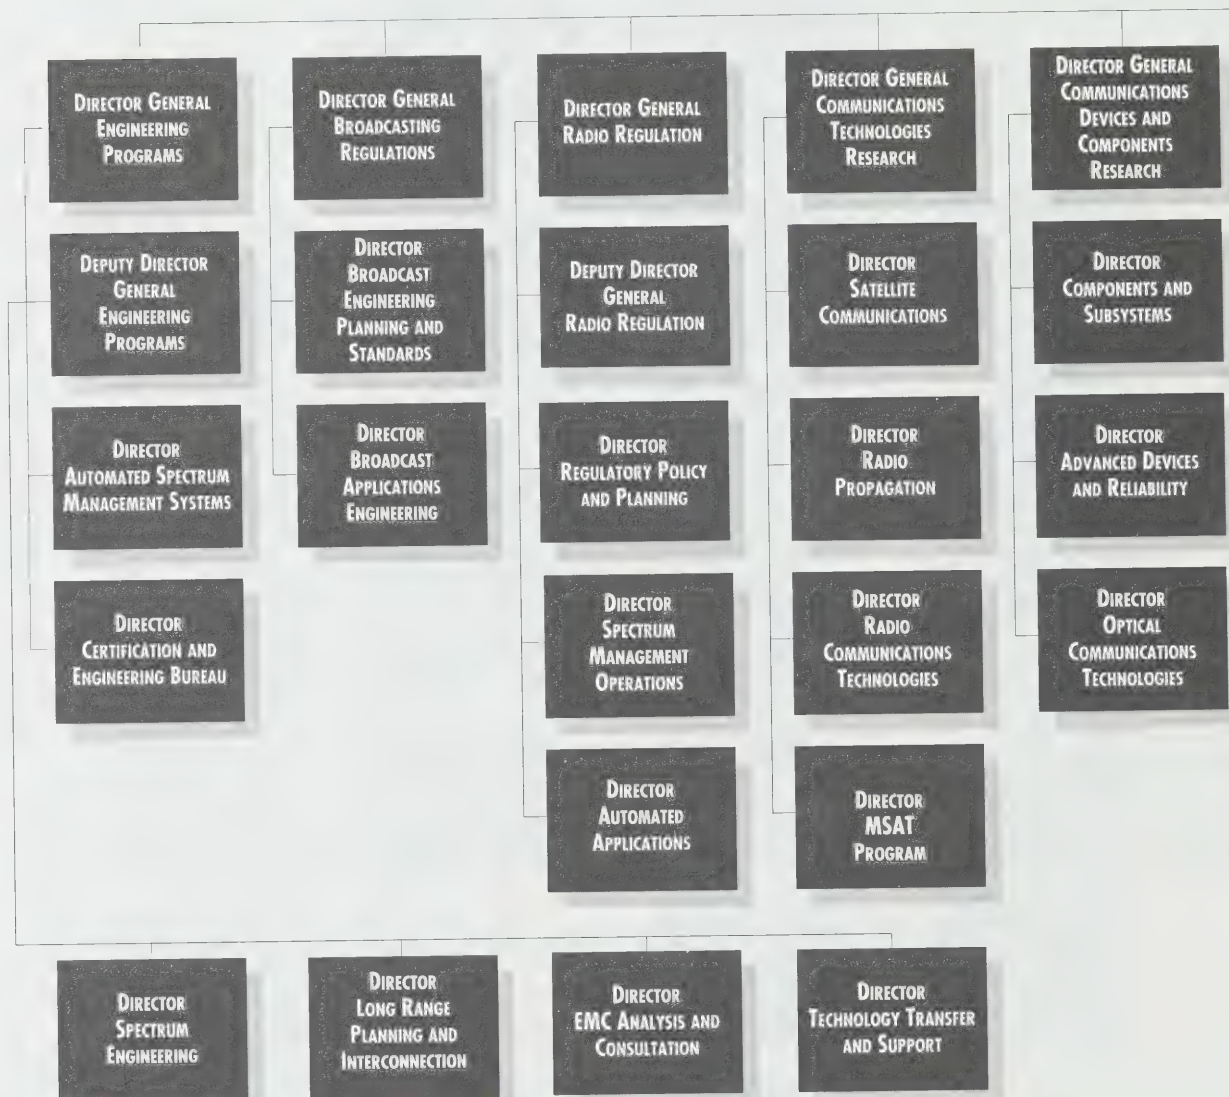 DIRECTOR GENERAL
ENGINEERING
PROGRAMS
DEPUTY DIRECTOR
GENERAL
ENGINEERING
PROGRAMS
DIRECTOR
AUTOMATED SPECTRUM
MANAGEMENT SYSTEMS
DIRECTOR
CERTIFICATION AND
ENGINEERING BUREAU
DIRECTOR GENERAL
BROADCASTING
REGULATIONS
DIRECTOR
BROADCAST
ENGINEERING
PLANNING AND
STANDARDS
DIRECTOR
BROADCAST
APPLICATIONS
ENGINEERING
DIRECTOR GENERAL
RADIO REGULATION
DEPUTY DIRECTOR
GENERAL
RADIO REGULATION
DIRECTOR
REGULATORY POLICY
AND PLANNING
DIRECTOR
SPECTRUM
MANAGEMENT
OPERATIONS
DIRECTOR
AUTOMATED
APPLICATIONS
DIRECTOR GENERAL
COMMUNICATIONS
TECHNOLOGIES
RESEARCH
DIRECTOR
SATELLITE
COMMUNICATIONS
DIRECTOR
RADIO
PROPAGATION
DIRECTOR
RADIO
COMMUNICATIONS
TECHNOLOGIES
DIRECTOR
MSAT
PROGRAM
DIRECTOR GENERAL
COMMUNICATIONS
DEVICES AND
COMPONENTS
RESEARCH
DIRECTOR
COMPONENTS AND
SUBSYSTEMS
DIRECTOR
ADVANCED DEVICES
AND RELIABILITY
DIRECTOR
OPTICAL
COMMUNICATIONS
TECHNOLOGIES
DIRECTOR
SPECTRUM
ENGINEERING
DIRECTOR
LONG RANGE
PLANNING AND
INTERCONNECTION
DIRECTOR
EMC ANALYSIS AND
CONSULTATION
DIRECTOR
TECHNOLOGY TRANSFER
AND SUPPORT